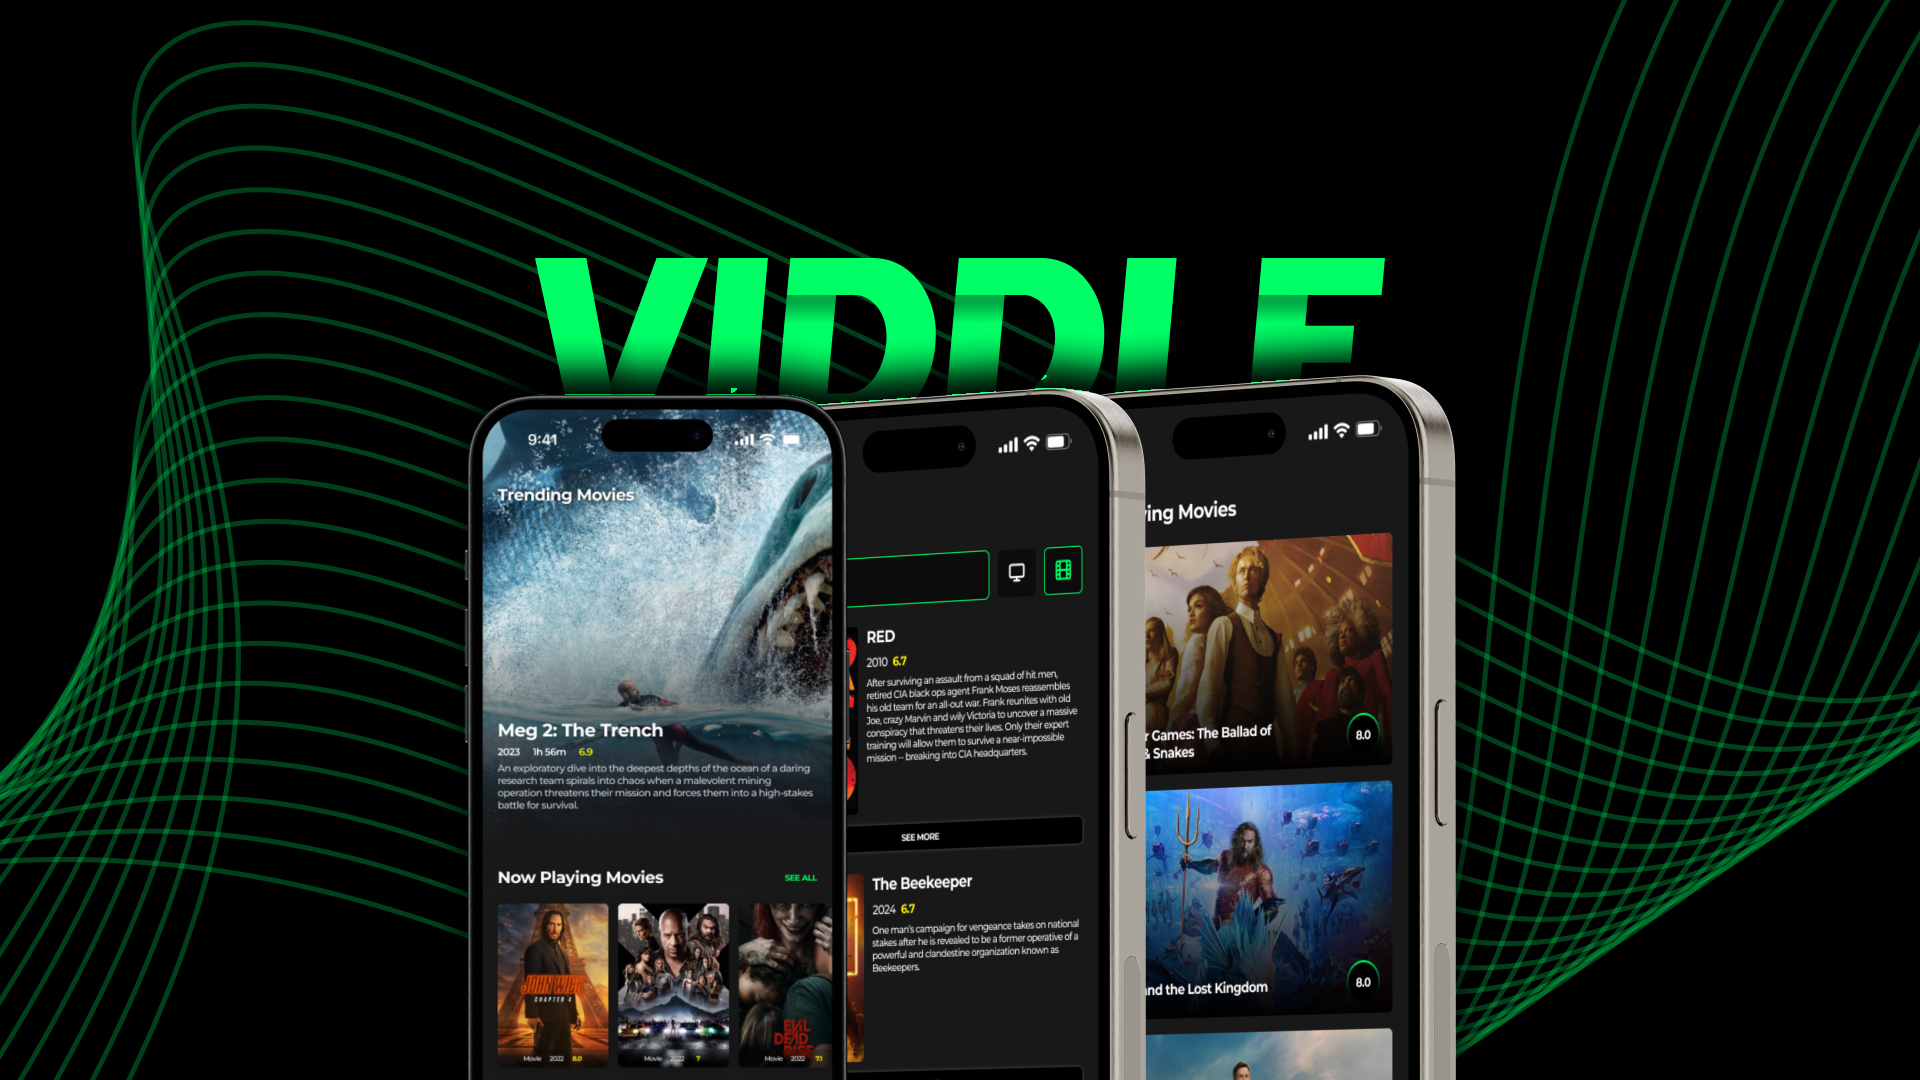 VIDDLE
9:41
Trending Movies
Meg 2: The Trench
2023 1h 56m 6.9
An exploratory dive into the deepest depths of the ocean of a daring
research team spirals into chaos when a malevolent mining
operation threatens their mission and forces them into a high-stakes
battle for survival.
Now Playing Movies
SEE ALL
JOHN WICK
CHAPTER 4
Movie 2022 8.0
Movie 2022 7
EVIL
DEAD
RISE
Movie 2022 7.1
RED
2010 6.7
After surviving an assault from a squad of hit men,
retired CIA black ops agent Frank Moses reassembles
his old team for an all-out war. Frank reunites with old
Joe, crazy Marvin and wily Victoria to uncover a massive
conspiracy that threatens their lives. Only their expert
training will allow them to survive a near-impossible
mission -- breaking into CIA headquarters.
SEE MORE
The Beekeeper
2024 6.7
One man's campaign for vengeance takes on national
stakes after he is revealed to be a former operative of a
powerful and clandestine organization known as
Beekeepers.
ying Movies
r Games: The Ballad of
& Snakes
8.0
nd the Lost Kingdom
8.0